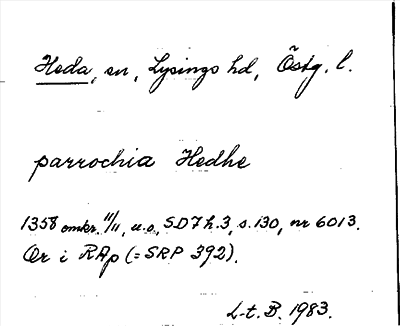 Heda, sn, Lysings hd, Östg. l.
parrochia Hedhe
1358 omkr. 11/11, u.o., SD7 h.3, s.130, nr 6013.
Or i RAp (= SRP 392).
L-t. B. 1983.